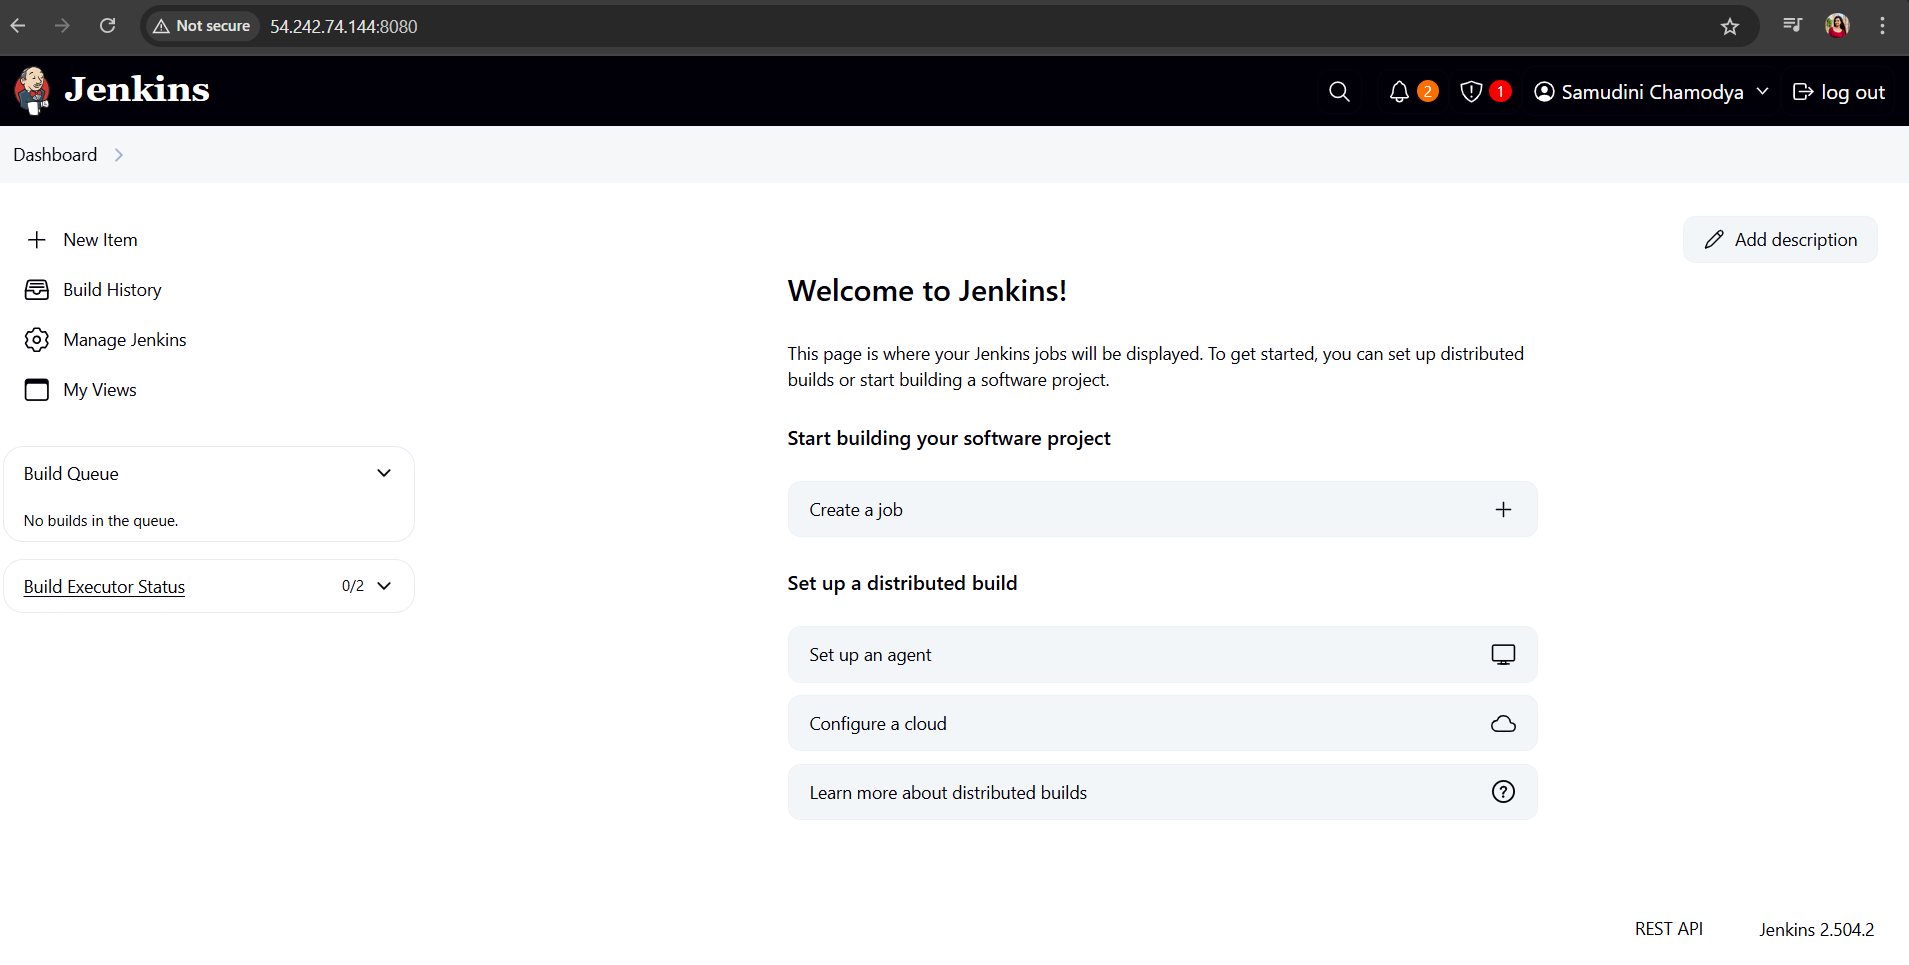 Not secure 54.242.74.144:8080
Jenkins
2
1
Samudini Chamodya
log out
Dashboard
New Item
Build History
Manage Jenkins
My Views
Build Queue
No builds in the queue.
Build Executor Status 0/2
Add description
Welcome to Jenkins!
This page is where your Jenkins jobs will be displayed. To get started, you can set up distributed
builds or start building a software project.
Start building your software project
Create a job
Set up a distributed build
Set up an agent
Configure a cloud
Learn more about distributed builds
REST API
Jenkins 2.504.2